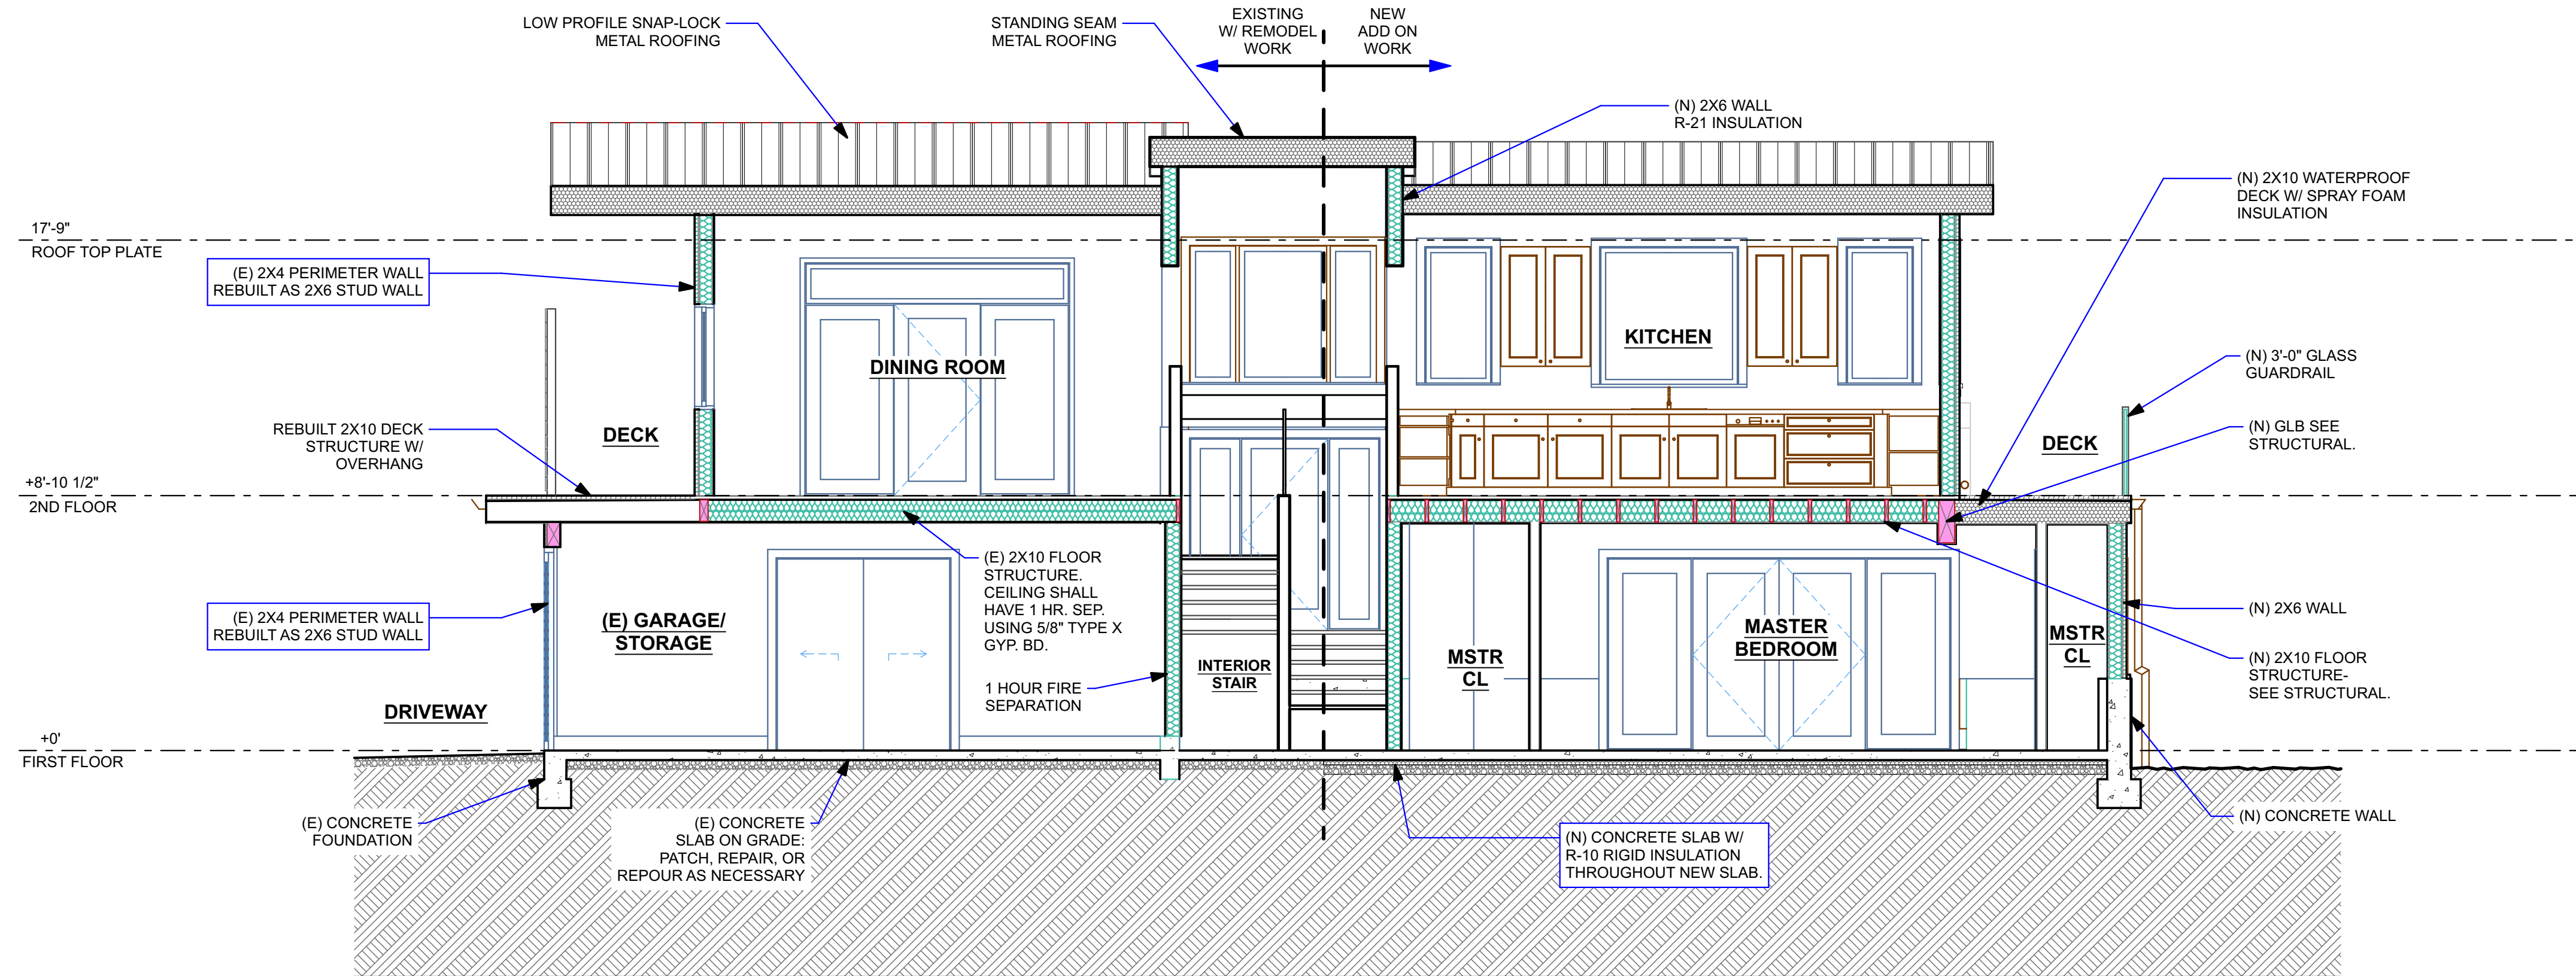 LOW PROFILE SNAP-LOCK
METAL ROOFING
STANDING SEAM
METAL ROOFING
EXISTING
W/ REMODEL
WORK
NEW
ADD ON
WORK
(N) 2X6 WALL
R-21 INSULATION
(N) 2X10 WATERPROOF
DECK W/ SPRAY FOAM
INSULATION
17'-9"
ROOF TOP PLATE
(E) 2X4 PERIMETER WALL
REBUILT AS 2X6 STUD WALL
DINING ROOM
KITCHEN
(N) 3'-0" GLASS
GUARDRAIL
REBUILT 2X10 DECK
STRUCTURE W/
OVERHANG
DECK
DECK
(N) GLB SEE
STRUCTURAL.
+8'-10 1/2"
2ND FLOOR
(E) 2X10 FLOOR
STRUCTURE.
CEILING SHALL
HAVE 1 HR. SEP.
USING 5/8" TYPE X
GYP. BD.
(E) 2X4 PERIMETER WALL
REBUILT AS 2X6 STUD WALL
(E) GARAGE/
STORAGE
1 HOUR FIRE
SEPARATION
INTERIOR
STAIR
MSTR
CL
MASTER
BEDROOM
MSTR
CL
(N) 2X6 WALL
(N) 2X10 FLOOR
STRUCTURE-
SEE STRUCTURAL.
DRIVEWAY
+0'
FIRST FLOOR
(E) CONCRETE
FOUNDATION
(E) CONCRETE
SLAB ON GRADE:
PATCH, REPAIR, OR
REPOUR AS NECESSARY
(N) CONCRETE SLAB W/
R-10 RIGID INSULATION
THROUGHOUT NEW SLAB.
(N) CONCRETE WALL